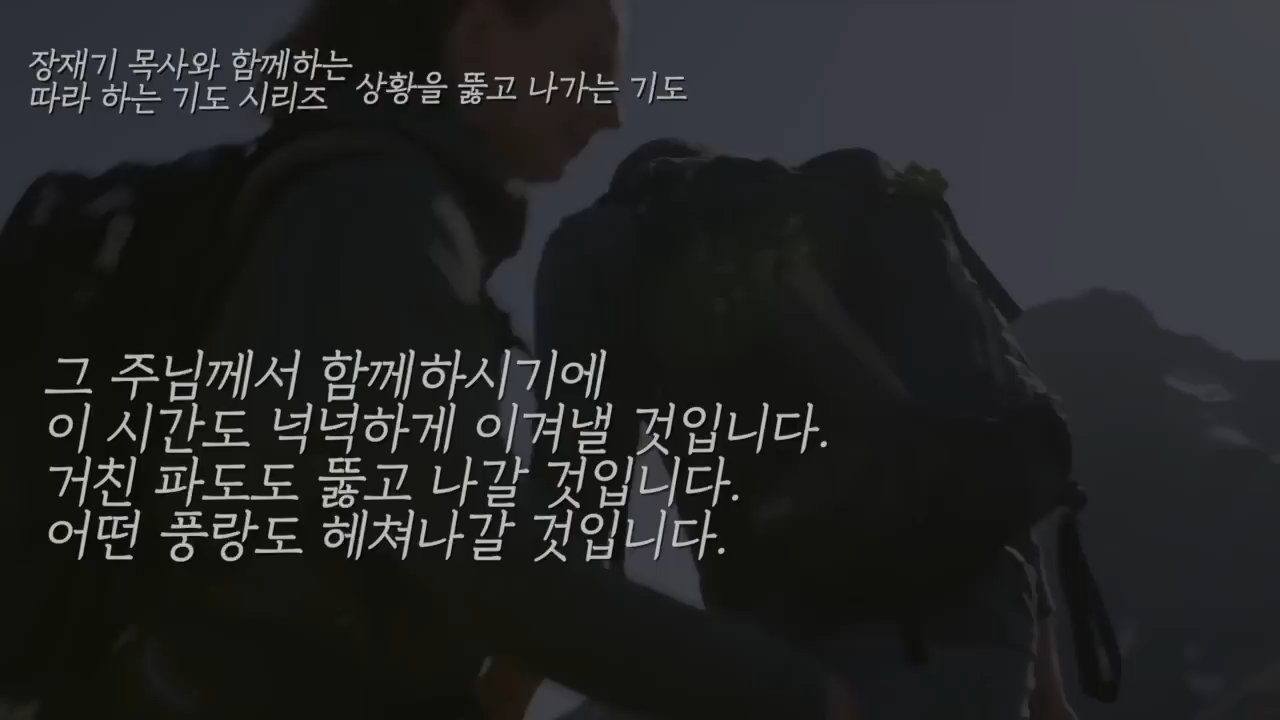 장재기 목사와 함께하는
따라 하는 기도 시리즈
상황을 뚫고 나가는 기도
그 주님께서 함께하시기에
이 시간도 넉넉하게 이겨낼 것입니다.
거친 파도도 뚫고 나갈 것입니다.
어떤 풍랑도 헤쳐나갈 것입니다.